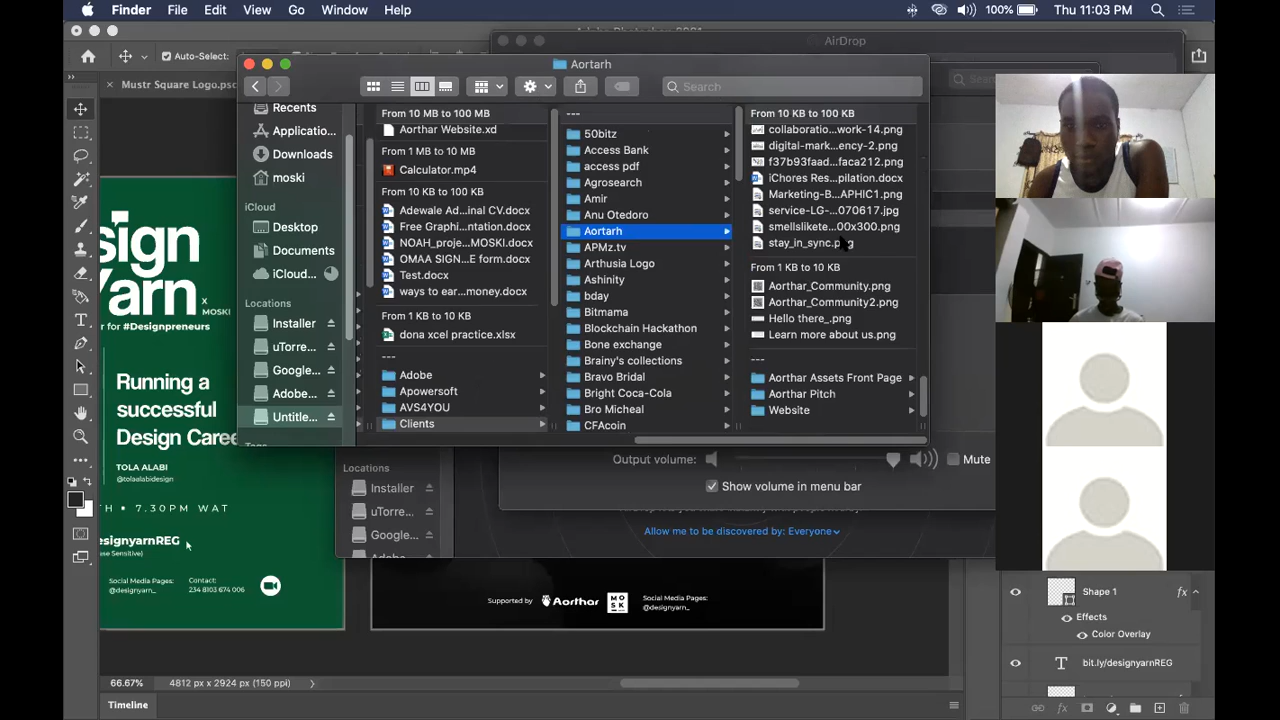 Finder File Edit View Go Window Help
100% Thu 11:03 PM
Auto-Select:
AirDrop
Mustr Square Logo.psd
Aortarh
Search
Recents
Applicatio...
Downloads
moski
iCloud
Desktop
Documents
iCloud...
Locations
Installer
uTorre...
Google...
Adobe...
Untitle...
From 10 MB to 100 MB
Aorthar Website.xd
From 1 MB to 10 MB
Calculator.mp4
From 10 KB to 100 KB
Adewale Ad...inal CV.docx
Free Graphi...ntation.docx
NOAH_proje...MOSKI.docx
OMAA SIGN...E form.docx
Test.docx
ways to ear...money.docx
From 1 KB to 10 KB
dona xcel practice.xlsx
---
Adobe
Apowersoft
AVS4YOU
Clients
---
50bitz
Access Bank
access pdf
Agrosearch
Amir
Anu Otedoro
Aortarh
APMz.tv
Arthusia Logo
Ashinity
bday
Bitmama
Blockchain Hackathon
Bone exchange
Brainy's collections
Bravo Bridal
Bright Coca-Cola
Bro Micheal
CFAcoin
From 10 KB to 100 KB
collaboratio...work-14.png
digital-mark...ency-2.png
f37b93faad...faca212.png
iChores Res...pilation.docx
Marketing-B...APHIC1.png
service-LG-...070617.jpg
smellslikete...00x300.png
stay_in_sync.png
From 1 KB to 10 KB
Aorthar_Community.png
Aorthar_Community2.png
Hello there_.png
Learn more about us.png
---
Aorthar Assets Front Page
Aorthar Pitch
Website
sign
Yarn x
MOSKI
r for #Designpreneurs
Running a
successful
Design Caree
TOLA ALABI
@tolaelabidesign
TH 7.30PM WAT
esignyarnREG
Social Media Pages:
@designyarn_
Contact:
234 8103 674 006
Locations
Installer
uTorre...
Google...
Output volume:
Mute
Show volume in menu bar
Allow me to be discovered by: Everyone
Supported by
Aorthar
MO
SK
Social Media Pages:
@designyarn_
Shape 1
fx
Effects
Color Overlay
T
bit.ly/designyarnREG
66.67% 4812 px x 2924 px (150 ppi)
Timeline
fx